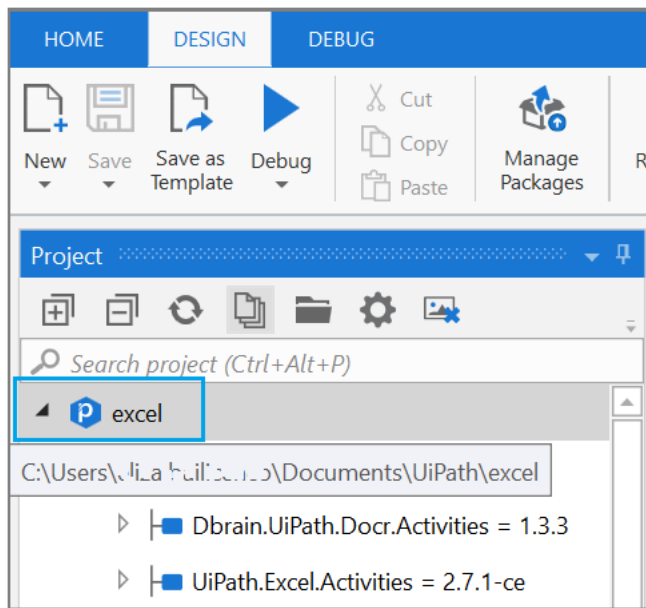 HOME DESIGN DEBUG
New Save Save as Template Debug
Cut
Copy
Paste
Manage Packages
R
Project
Search project (Ctrl+Alt+P)
excel
C:\Users\ \Documents\UiPath\excel
Dbrain.UiPath.Docr.Activities = 1.3.3
UiPath.Excel.Activities = 2.7.1-ce